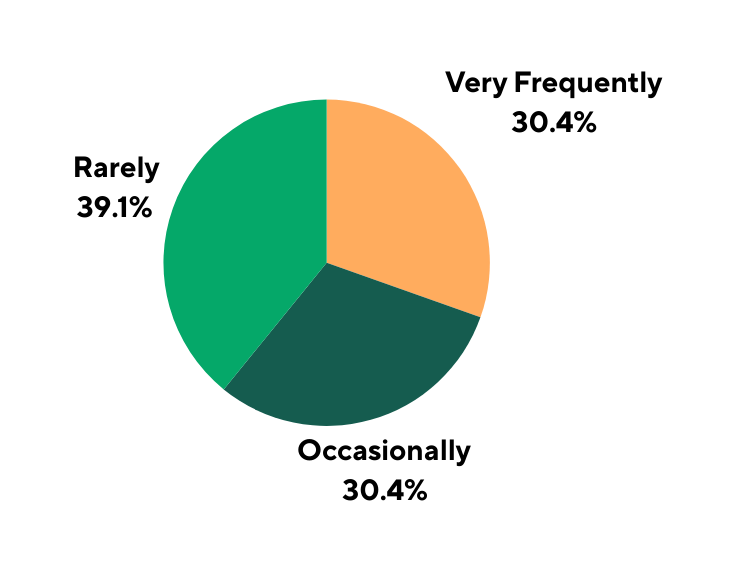 Very Frequently
30.4%
Rarely
39.1%
Occasionally
30.4%